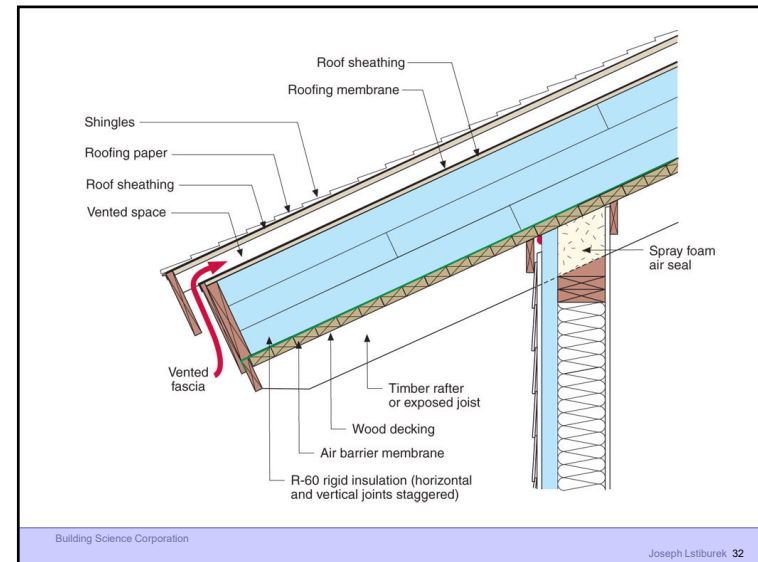 Roof sheathing
Roofing membrane
Shingles
Roofing paper
Roof sheathing
Vented space
Spray foam
air seal
Vented
fascia
Timber rafter
or exposed joist
Wood decking
Air barrier membrane
R-60 rigid insulation (horizontal
and vertical joints staggered)
Building Science Corporation
Joseph Lstiburek 32